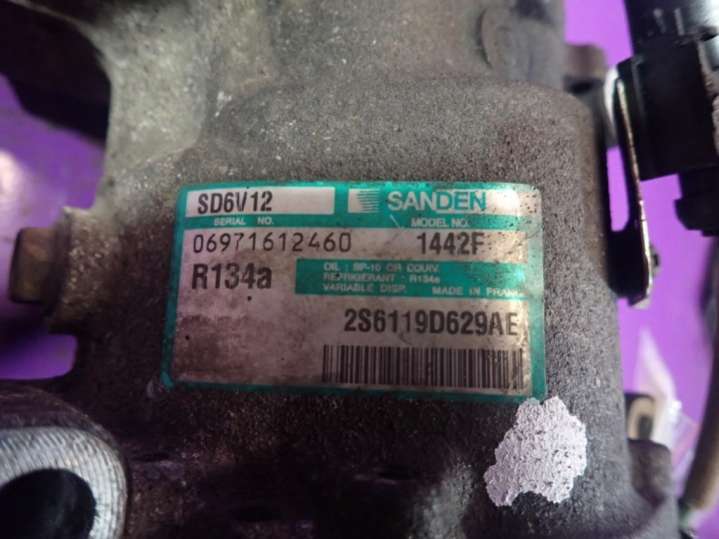 SD6V12 SANDEN
SERIAL NO. MODEL NO.
06971612460 1442F
R134a
OIL : SP-10 OR EQUIV.
REFRIGERANT : R134a
VARIABLE DISP. MADE IN FRANCE
2S6119D629AE